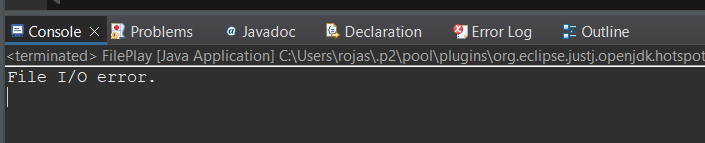 Console Problems @ Javadoc Declaration Error Log Outline
<terminated> FilePlay [Java Application] C:\Users\rojas\.p2\pool\plugins\org.eclipse.justj.openjdk.hotspot
File I/O error.